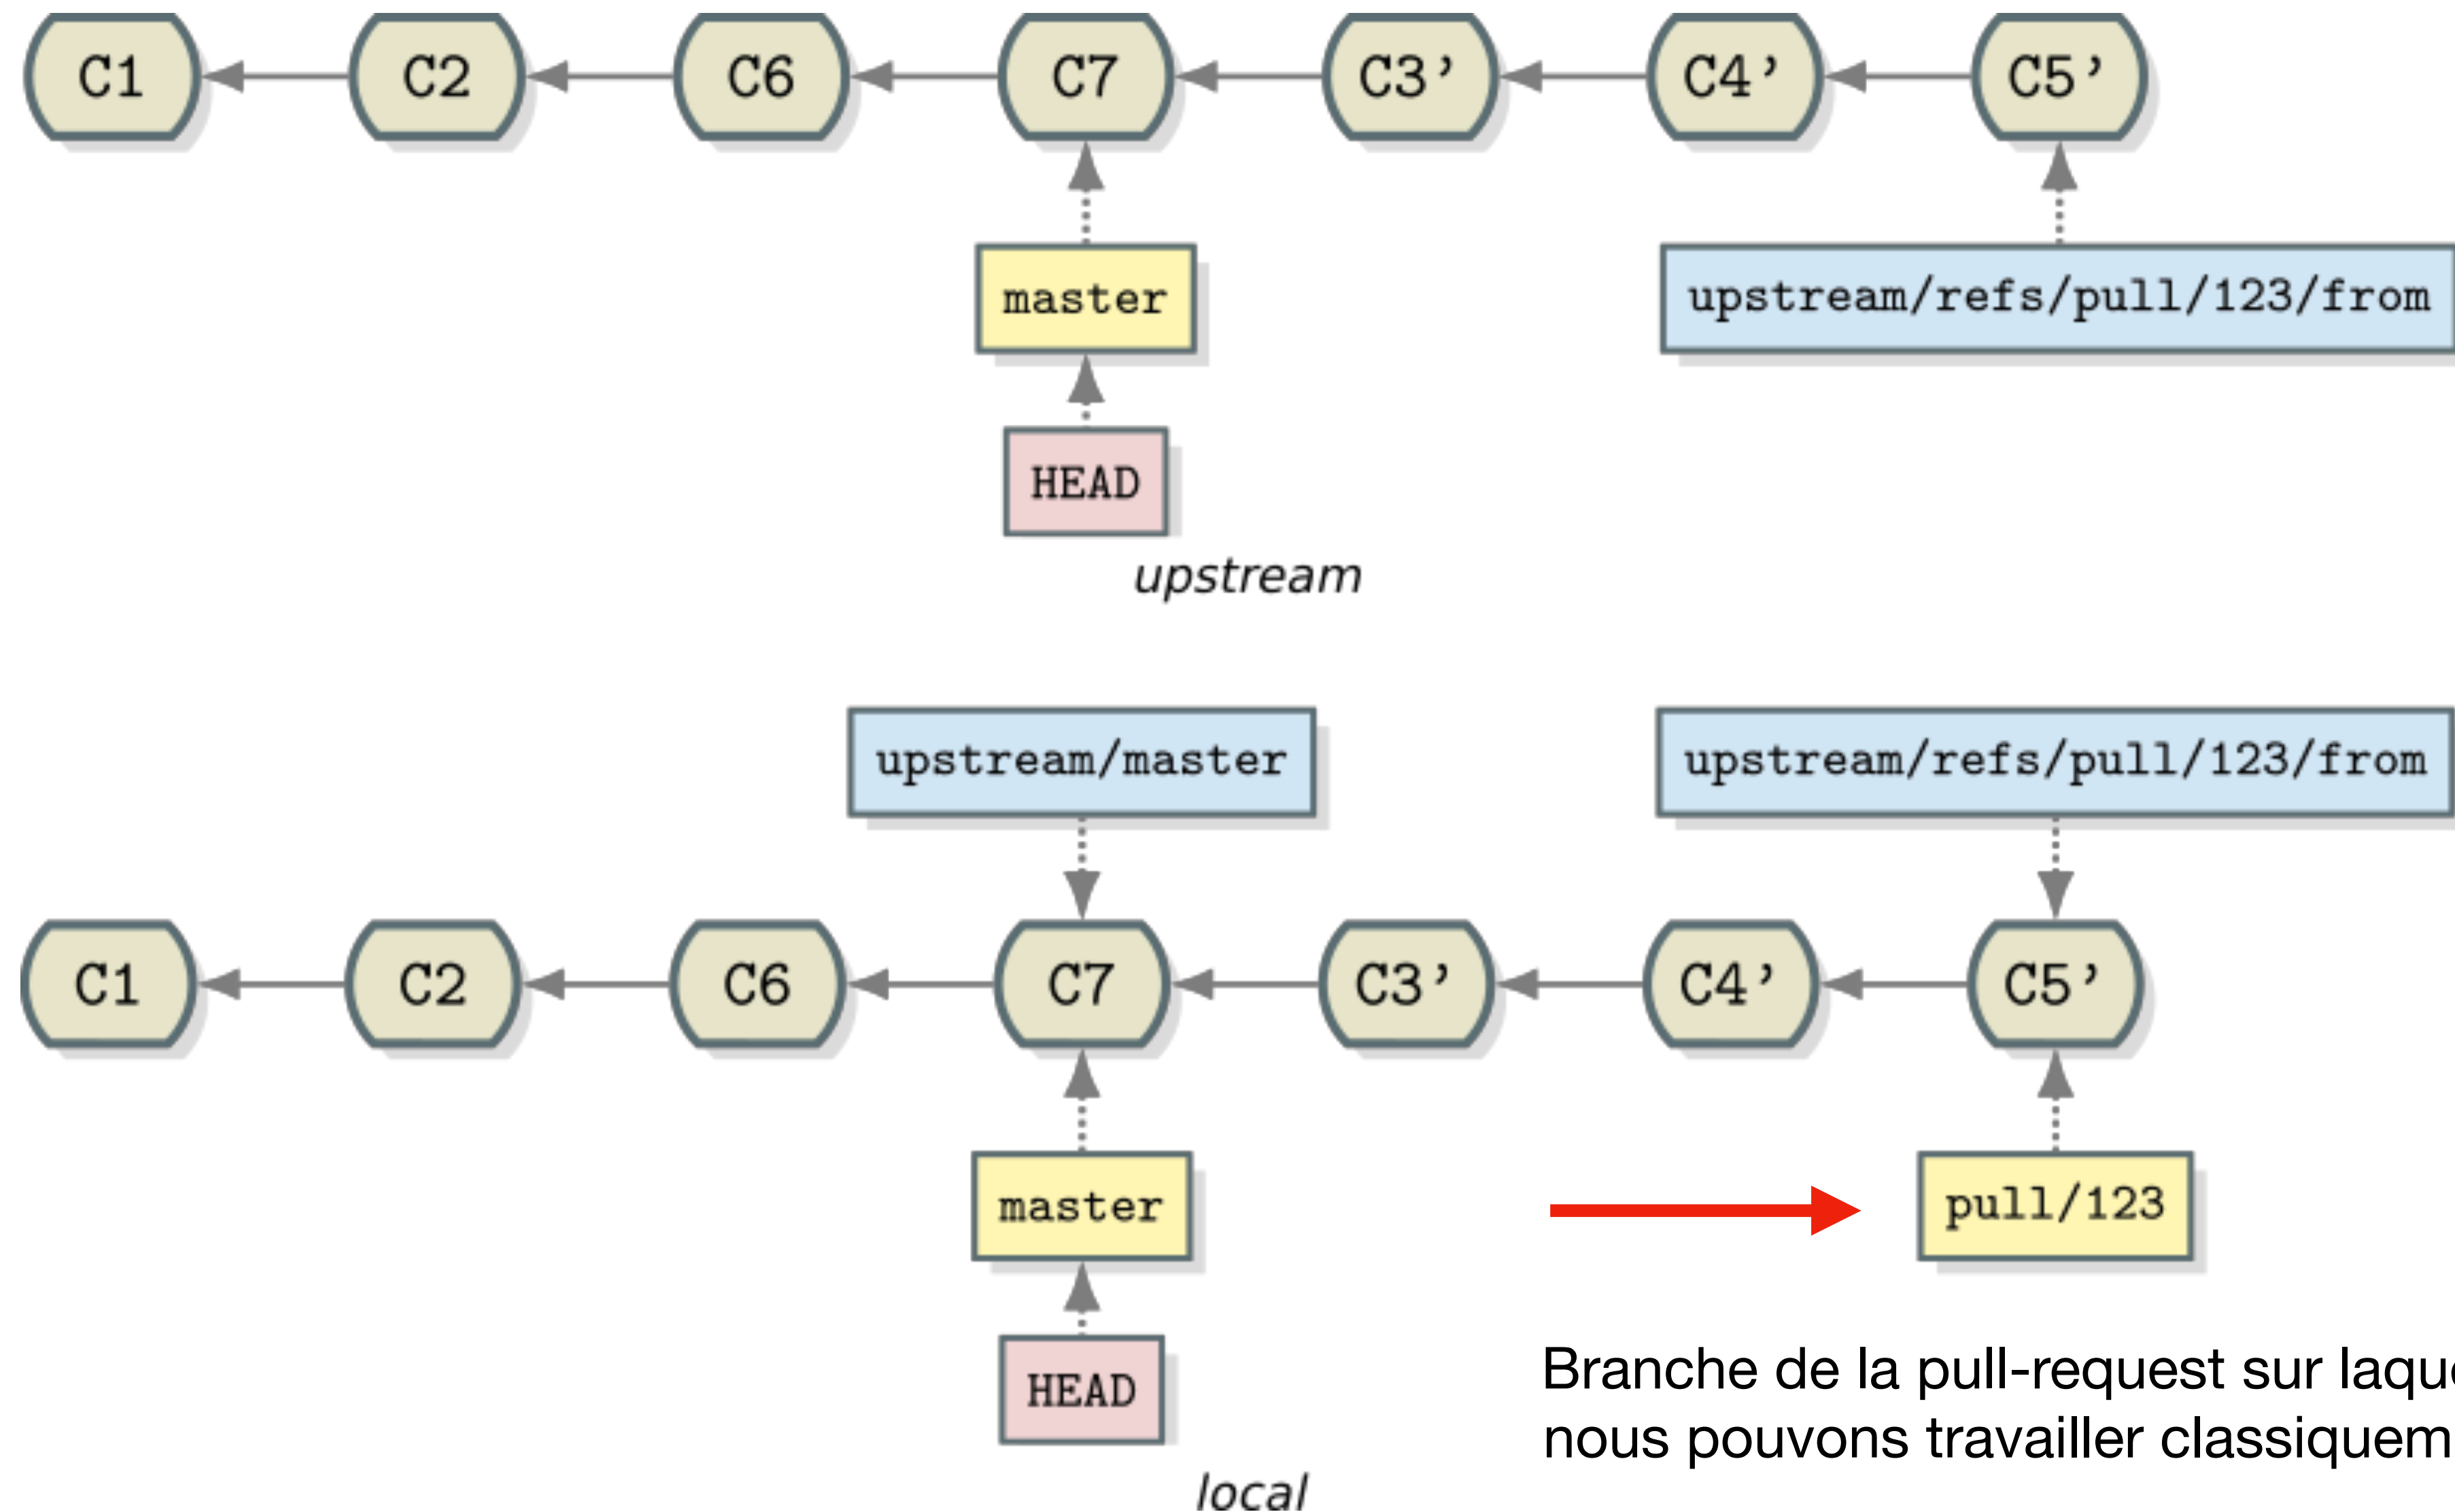 C1 C2 C6 C7 C3' C4' C5'
master upstream/refs/pull/123/from
HEAD
upstream
upstream/master upstream/refs/pull/123/from
C1 C2 C6 C7 C3' C4' C5'
master pull/123
HEAD
Branche de la pull-request sur
nous pouvons travailler
local